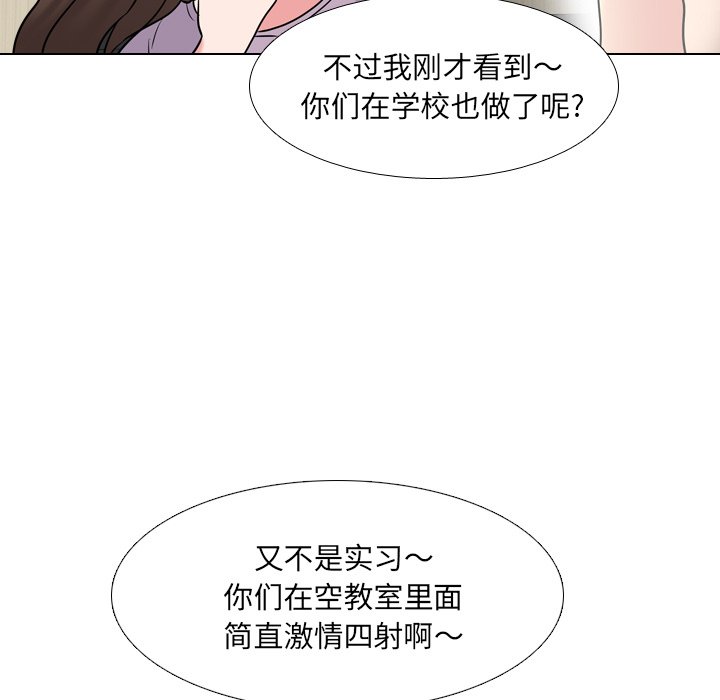 不过我刚才看到～
你们在学校也做了呢?
又不是实习～
你们在空教室里面
简直激情四射啊～